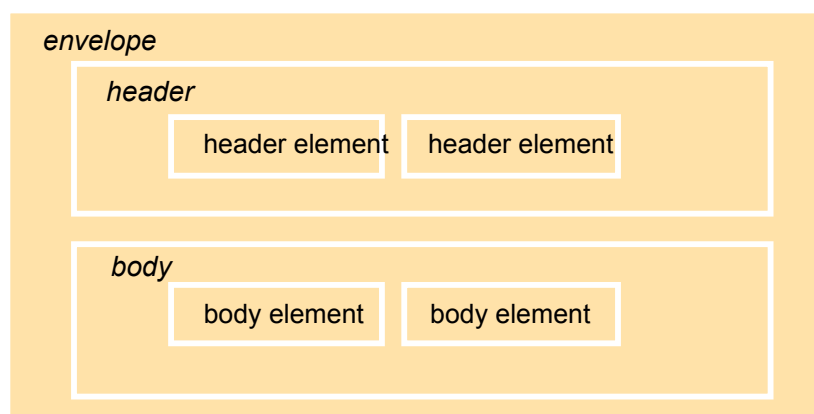 envelope
header
header element header element
body
body element body element